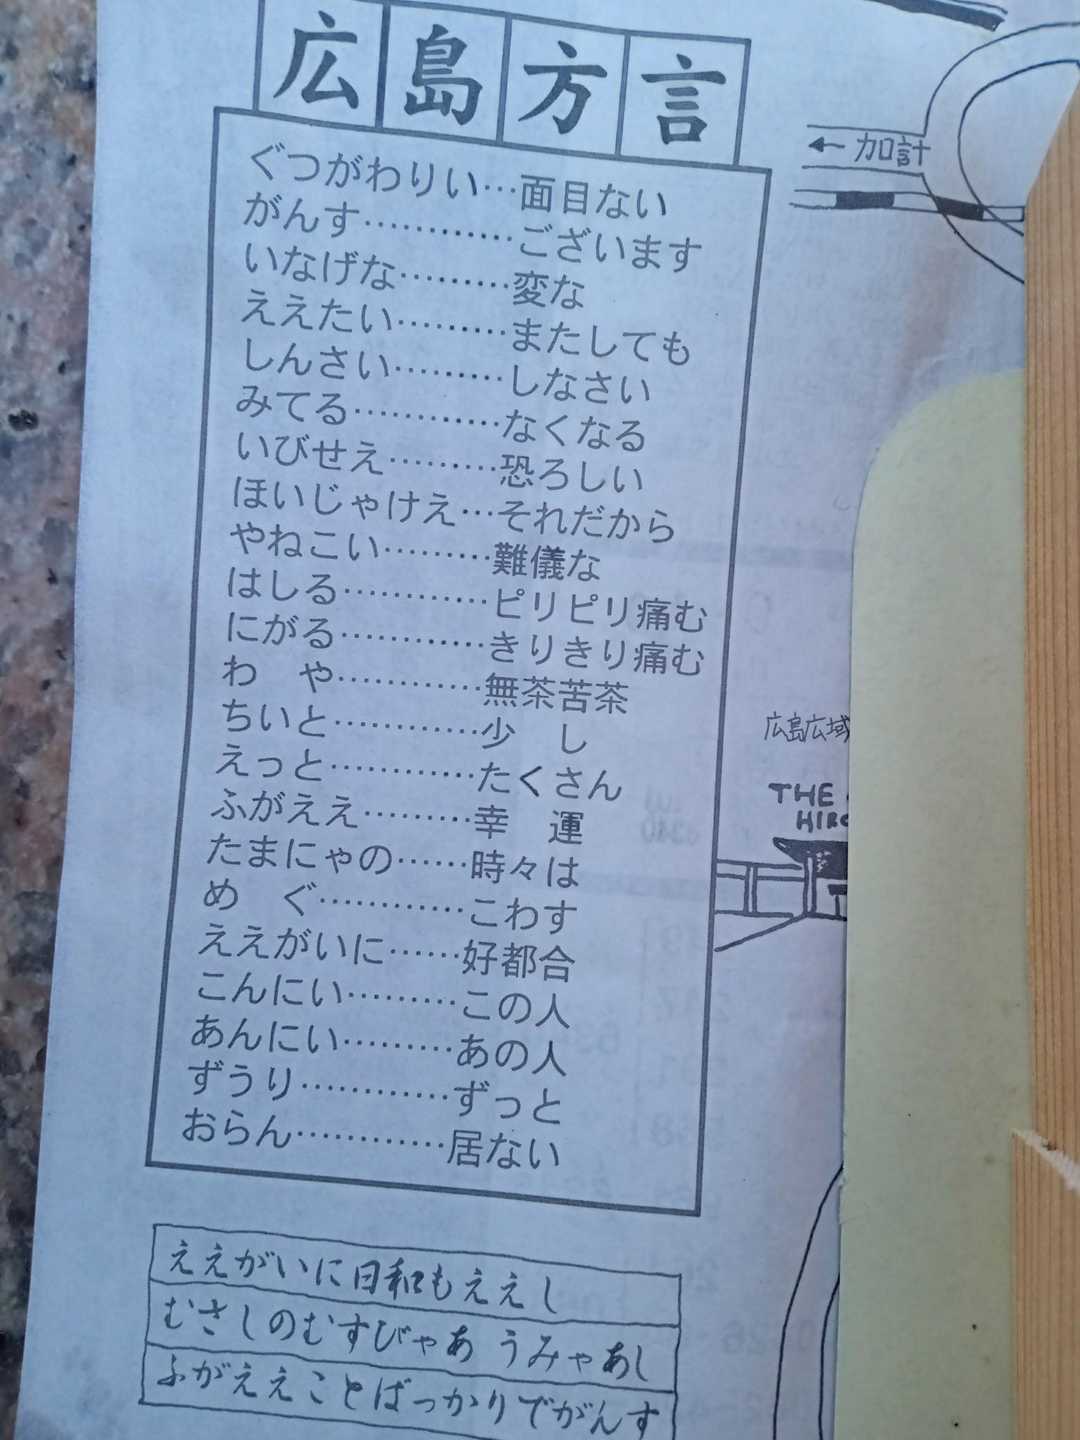 広島方言
ぐつがわりい…面目ない
がんす…………ございます
いなげな………変な
ええたい………またしても
しんさい………しなさい
みてる…………なくなる
いびせえ………恐ろしい
ほいじゃけえ…それだから
やねこい………難儀な
はしる…………ピリピリ痛む
にがる…………きりきり痛む
わ　や…………無茶苦茶
ちいと…………少　し
えっと…………たくさん
ふがええ………幸　運
たまにゃの……時々は
め　ぐ…………こわす
ええがいに……好都合
こんにい………この人
あんにい………あの人
ずうり…………ずっと
おらん…………居ない
ええがいに日和もええし
むさしのむすびゃあ うみゃあし
ふがええことばっかりでがんす
← 加計
広島広域
THE